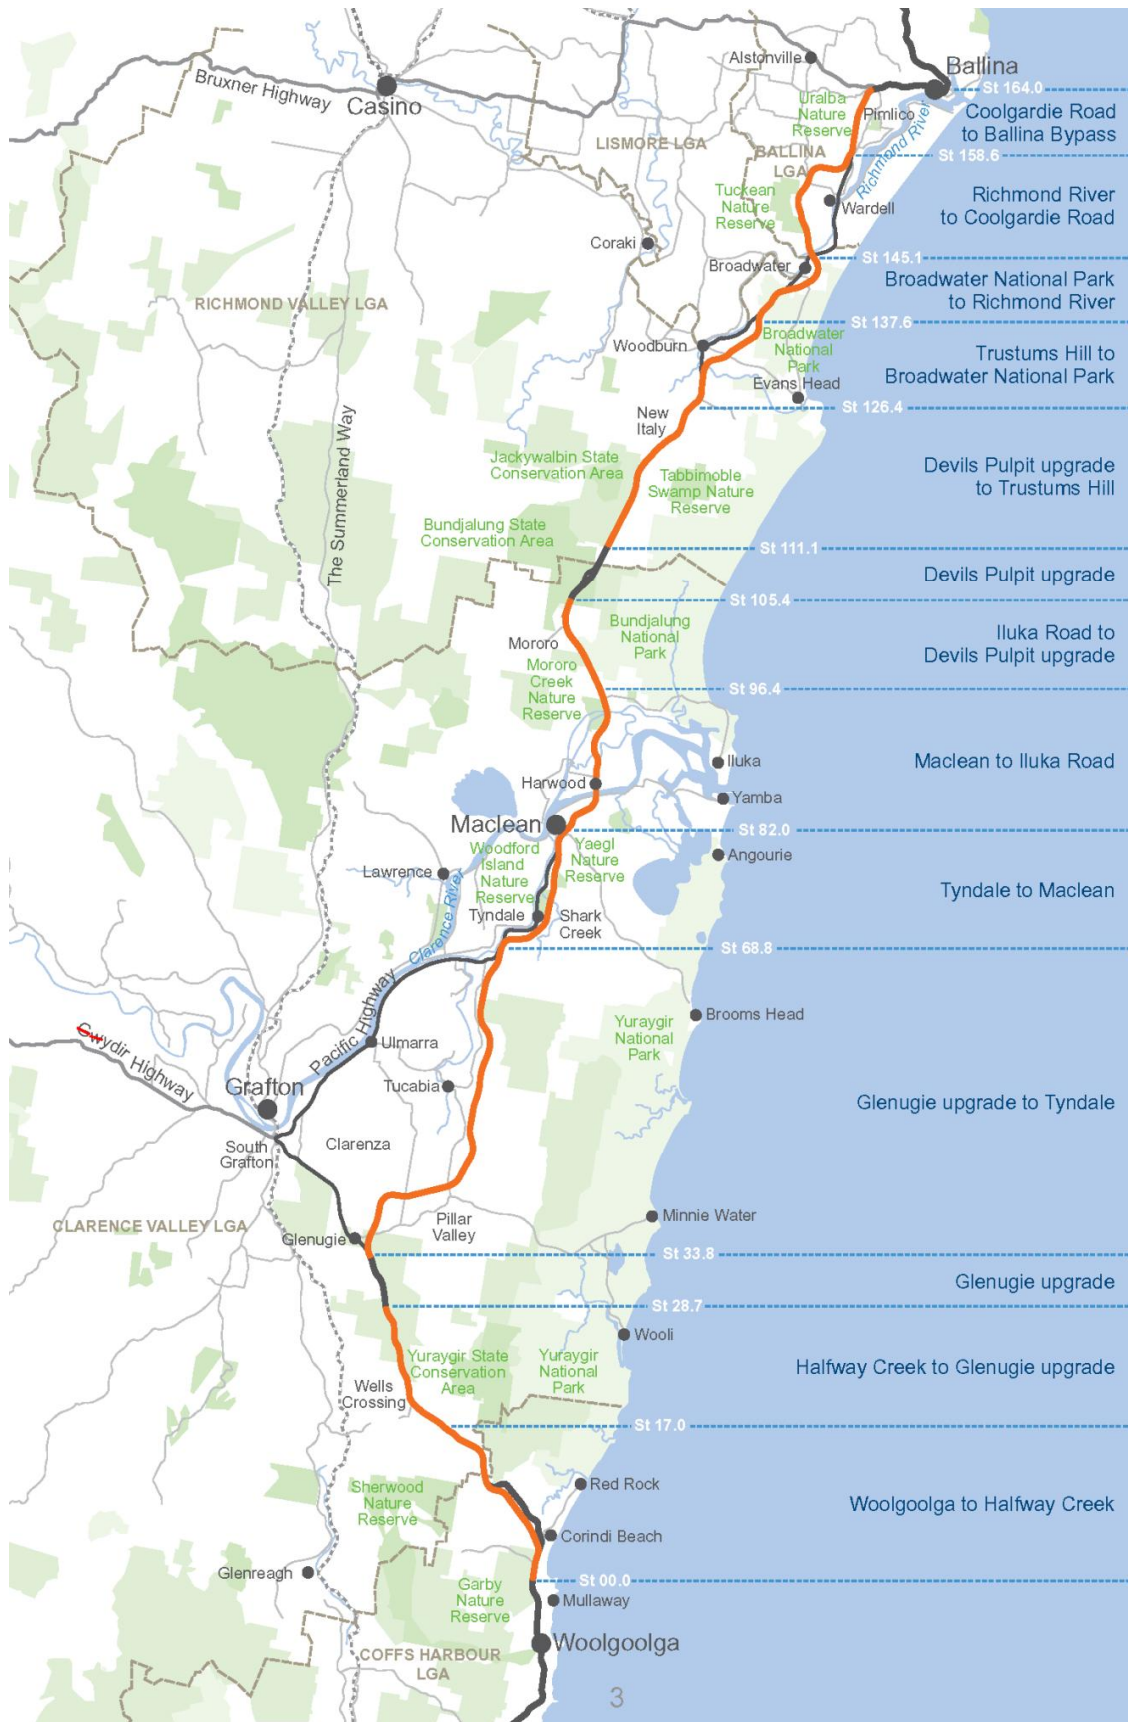 Alstonville
Ballina
St 164.0
Bruxner Highway
Casino
Uralba
Nature
Reserve
Pimlico
Richmond River
Coolgardie Road
to Ballina Bypass
LISMORE LGA
BALLINA
LGA
St 158.6
Tuckean
Nature
Reserve
Wardell
Richmond River
to Coolgardie Road
Coraki
Broadwater
St 145.1
RICHMOND VALLEY LGA
Broadwater National Park
to Richmond River
St 137.6
Woodburn
Broadwater
National
Park
Trustums Hill to
Broadwater National Park
Evans Head
St 126.4
New
Italy
The Summerland Way
Jackywalbin State
Conservation Area
Tabbimoble
Swamp Nature
Reserve
Devils Pulpit upgrade
to Trustums Hill
Bundjalung State
Conservation Area
St 111.1
Devils Pulpit upgrade
St 105.4
Bundjalung
National
Park
Mororo
Iluka Road to
Devils Pulpit upgrade
Mororo
Creek
Nature
Reserve
St 96.4
Iluka
Maclean to Iluka Road
Harwood
Yamba
Maclean
St 82.0
Woodford
Island
Nature
Reserve
Yaegl
Nature
Reserve
Angourie
Lawrence
Clarence River
Tyndale to Maclean
Tyndale
Shark
Creek
St 68.8
Pacific Highway
Brooms Head
Yuraygir
National
Park
Gwydir Highway
Ulmarra
Grafton
Tucabia
Glenugie upgrade to Tyndale
South
Grafton
Clarenza
CLARENCE VALLEY LGA
Pillar
Valley
Minnie Water
Glenugie
St 33.8
Glenugie upgrade
St 28.7
Wooli
Yuraygir State
Conservation
Area
Yuraygir
National
Park
Halfway Creek to Glenugie upgrade
Wells
Crossing
St 17.0
Sherwood
Nature
Reserve
Red Rock
Woolgoolga to Halfway Creek
Corindi Beach
Glenreagh
St 00.0
Garby
Nature
Reserve
Mullaway
Woolgoolga
COFFS HARBOUR
LGA
3